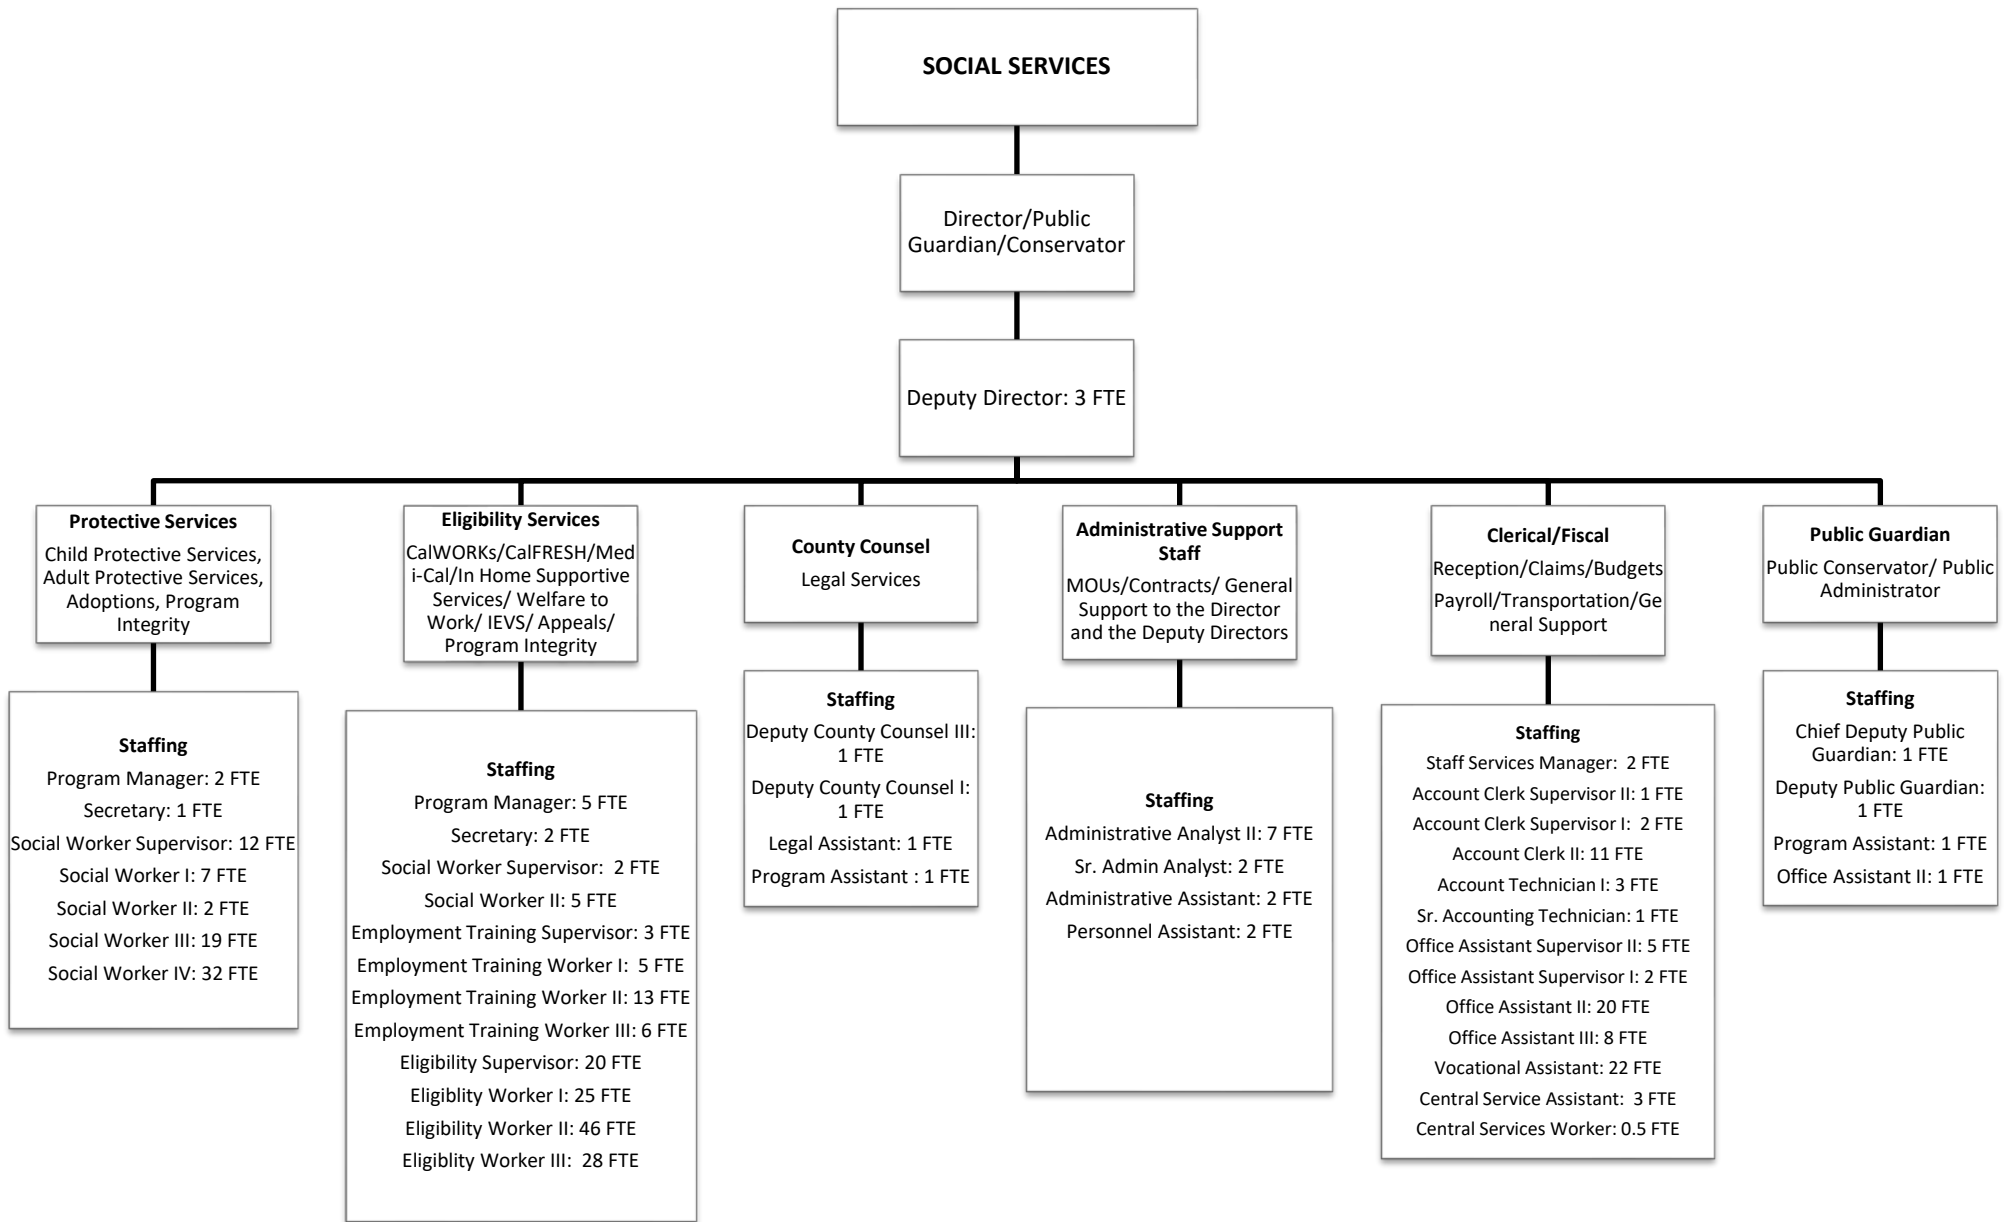 SOCIAL SERVICES
Director/Public
Guardian/Conservator
Deputy Director: 3 FTE
Protective Services
Child Protective Services,
Adult Protective Services,
Adoptions, Program
Integrity
Staffing
Program Manager: 2 FTE
Secretary: 1 FTE
Social Worker Supervisor: 12 FTE
Social Worker I: 7 FTE
Social Worker II: 2 FTE
Social Worker III: 19 FTE
Social Worker IV: 32 FTE
Eligibility Services
CalWORKs/CalFRESH/Med
i-Cal/In Home Supportive
Services/ Welfare to
Work/ IEVS/ Appeals/
Program Integrity
Staffing
Program Manager: 5 FTE
Secretary: 2 FTE
Social Worker Supervisor:  2 FTE
Social Worker II: 5 FTE
Employment Training Supervisor: 3 FTE
Employment Training Worker I:  5 FTE
Employment Training Worker II: 13 FTE
Employment Training Worker III: 6 FTE
Eligibility Supervisor: 20 FTE
Eligiblity Worker I: 25 FTE
Eligibility Worker II: 46 FTE
Eligiblity Worker III:  28 FTE
County Counsel
Legal Services
Staffing
Deputy County Counsel III:
1 FTE
Deputy County Counsel I:
1 FTE
Legal Assistant: 1 FTE
Program Assistant : 1 FTE
Administrative Support
Staff
MOUs/Contracts/ General
Support to the Director
and the Deputy Directors
Staffing
Administrative Analyst II: 7 FTE
Sr. Admin Analyst: 2 FTE
Administrative Assistant: 2 FTE
Personnel Assistant: 2 FTE
Clerical/Fiscal
Reception/Claims/Budgets
Payroll/Transportation/Ge
neral Support
Staffing
Staff Services Manager:  2 FTE
Account Clerk Supervisor II: 1 FTE
Account Clerk Supervisor I:  2 FTE
Account Clerk II: 11 FTE
Account Technician I: 3 FTE
Sr. Accounting Technician: 1 FTE
Office Assistant Supervisor II: 5 FTE
Office Assistant Supervisor I: 2 FTE
Office Assistant II: 20 FTE
Office Assistant III: 8 FTE
Vocational Assistant: 22 FTE
Central Service Assistant:  3 FTE
Central Services Worker: 0.5 FTE
Public Guardian
Public Conservator/ Public
Administrator
Staffing
Chief Deputy Public
Guardian: 1 FTE
Deputy Public Guardian:
1 FTE
Program Assistant: 1 FTE
Office Assistant II: 1 FTE